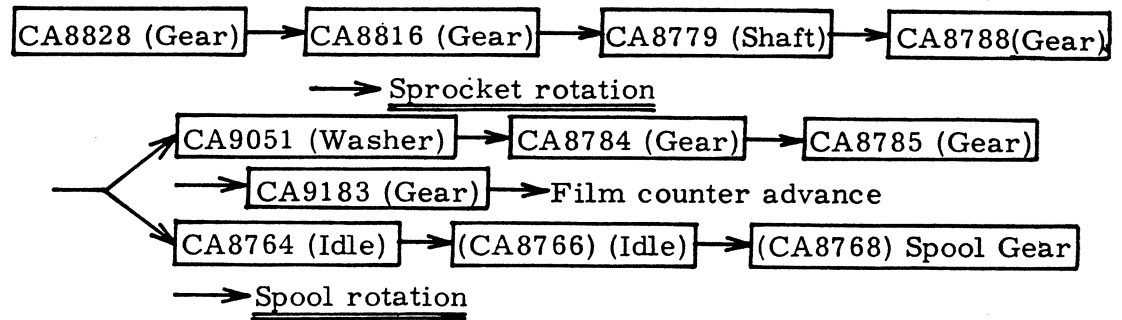 CA8828 (Gear) CA8816 (Gear) CA8779 (Shaft) CA8788(Gear)
Sprocket rotation
CA9051 (Washer) CA8784 (Gear) CA8785 (Gear)
CA9183 (Gear) Film counter advance
CA8764 (Idle) (CA8766) (Idle) (CA8768) Spool Gear
Spool rotation